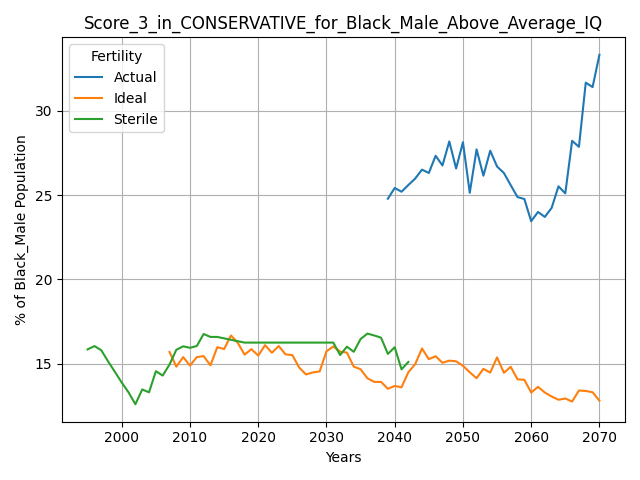 Score_3_in_CONSERVATIVE_for_Black_Male_Above_Average_IQ
Fertility
Actual
Ideal
Sterile
% of Black_Male Population
30
25
20
15
2000 2010 2020 2030 2040 2050 2060 2070
Years